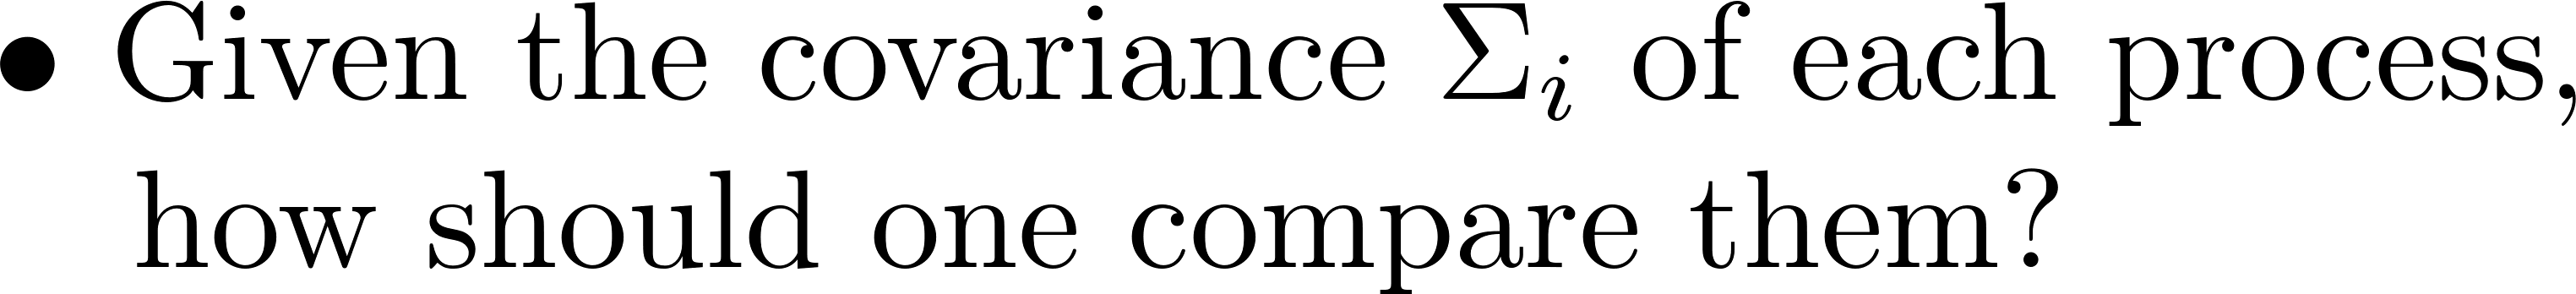 • Given the covariance Σᵢ of each process,
how should one compare them?